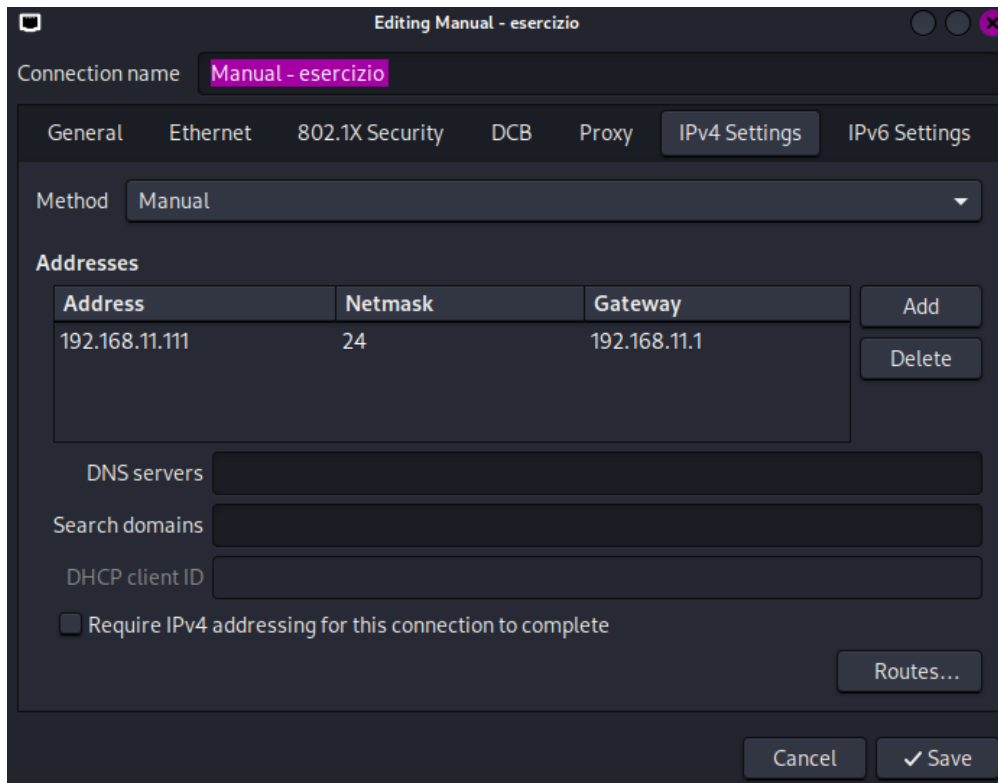 Editing Manual - esercizio
Connection name Manual - esercizio
General Ethernet 802.1X Security DCB Proxy IPv4 Settings IPv6 Settings
Method Manual
Addresses
Address Netmask Gateway
192.168.11.111 24 192.168.11.1
Add
Delete
DNS servers
Search domains
DHCP client ID
Require IPv4 addressing for this connection to complete
Routes...
Cancel Save